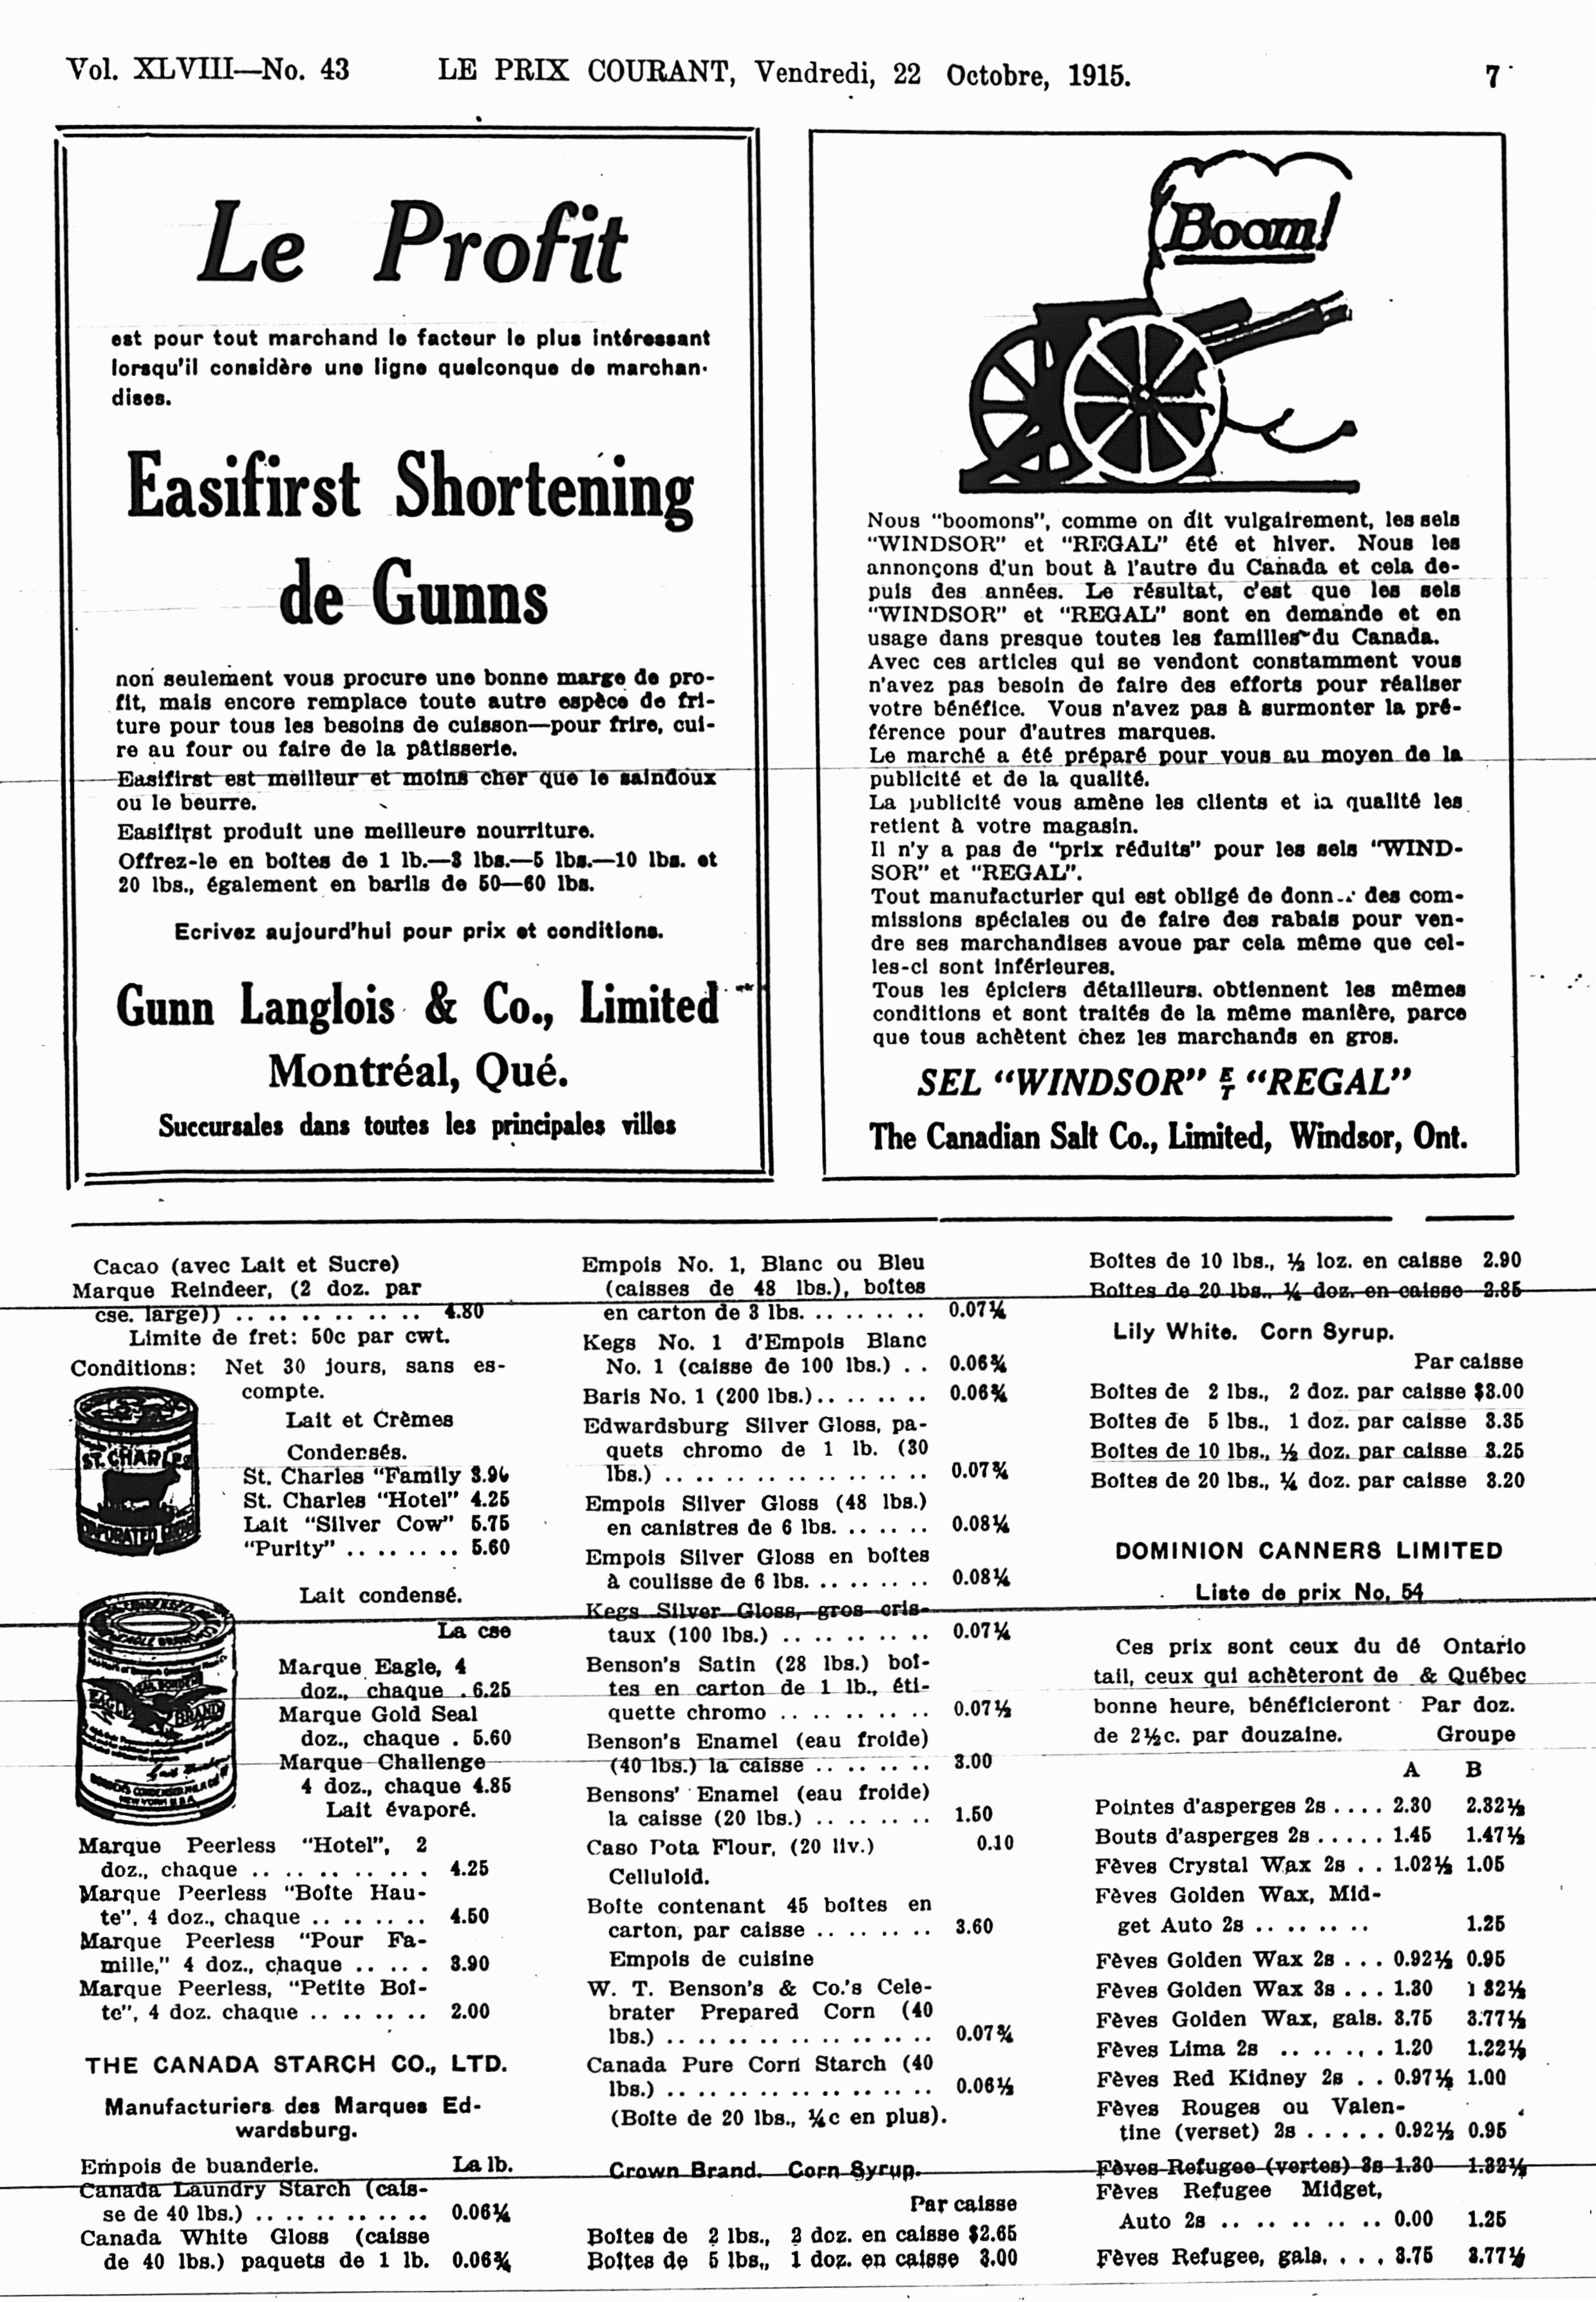 Vol. XLVIII—No. 43 LE PRIX COURANT, Vendredi, 22 Octobre, 1915. 7
Le Profit
est pour tout marchand le facteur le plus intéressant
lorsqu'il considère une ligne quelconque de marchan-
dises.
Easifirst Shortening
de Gunns
non seulement vous procure une bonne marge de pro-
fit, mais encore remplace toute autre espèce de fri-
ture pour tous les besoins de cuisson—pour frire, cui-
re au four ou faire de la pâtisserie.
Easifirst est meilleur et moins cher que le saindoux
ou le beurre.
Easifirst produit une meilleure nourriture.
Offrez-le en boîtes de 1 lb.—3 lbs.—5 lbs.—10 lbs. et
20 lbs., également en barils de 50—60 lbs.
Ecrivez aujourd'hui pour prix et conditions.
Gunn Langlois & Co., Limited
Montréal, Qué.
Succursales dans toutes les principales villes
Boom!
Nous "boomons", comme on dit vulgairement, les sels
"WINDSOR" et "REGAL" été et hiver. Nous les
annonçons d'un bout à l'autre du Canada et cela de-
puis des années. Le résultat, c'est que les sels
"WINDSOR" et "REGAL" sont en demande et en
usage dans presque toutes les familles du Canada.
Avec ces articles qui se vendent constamment vous
n'avez pas besoin de faire des efforts pour réaliser
votre bénéfice. Vous n'avez pas à surmonter la pré-
férence pour d'autres marques.
Le marché a été préparé pour vous au moyen de la
publicité et de la qualité.
La publicité vous amène les clients et la qualité les
retient à votre magasin.
Il n'y a pas de "prix réduits" pour les sels "WIND-
SOR" et "REGAL".
Tout manufacturier qui est obligé de des com-
missions spéciales ou de faire des rabais pour ven-
dre ses marchandises avoue par cela même que cel-
les-ci sont inférieures.
Tous les épiciers détailleurs. obtiennent les mêmes
conditions et sont traités de la même manière, parce
que tous achètent chez les marchands en gros.
SEL "WINDSOR" ET "REGAL"
The Canadian Salt Co., Limited, Windsor, Ont.
Cacao (avec Lait et Sucre)
Marque Reindeer, (2 doz. par
cse. large)) .. .. .. .. .. .. 4.80
Limite de fret: 50c par cwt.
Conditions: Net 30 jours, sans es-
compte.
Lait et Crèmes
Condensés.
ST. CHARLES
St. Charles "Family
St. Charles "Hotel" 4.25
Lait "Silver Cow" 5.75
"Purity" .. .. .. .. 5.60
Lait condensé.
La cse
EAGLE BRAND
Marque Eagle, 4
doz., chaque . 6.25
Marque Gold Seal
doz., chaque . 5.60
Marque Challenge
4 doz., chaque 4.85
Lait évaporé.
Marque Peerless "Hotel", 2
doz., chaque .. .. .. .. .. . 4.25
Marque Peerless "Boîte Hau-
te", 4 doz., chaque .. .. .. .. 4.50
Marque Peerless "Pour Fa-
mille," 4 doz., chaque .. .. . 3.90
Marque Peerless, "Petite Boî-
te", 4 doz. chaque .. .. .. .. 2.00
THE CANADA STARCH CO., LTD.
Manufacturiers des Marques Ed-
wardsburg.
Empois de buanderie. La lb.
Canada Laundry Starch (cais-
se de 40 lbs.) .. .. .. .. .. .. 0.06¼
Canada White Gloss (caisse
de 40 lbs.) paquets de 1 lb. 0.06¾
Empois No. 1, Blanc ou Bleu
(caisses de 48 lbs.), boîtes
en carton de 3 lbs. .. .. .. .. 0.07¼
Kegs No. 1 d'Empois Blanc
No. 1 (caisse de 100 lbs.) . . 0.06¾
Baris No. 1 (200 lbs.).. .. .. .. 0.06¾
Edwardsburg Silver Gloss, pa-
quets chromo de 1 lb. (30
lbs.) .. .. .. .. .. .. .. .. .. 0.07¾
Empois Silver Gloss (48 lbs.)
en canistres de 6 lbs. .. .. .. 0.08¼
Empois Silver Gloss en boîtes
à coulisse de 6 lbs. .. .. .. .. 0.08¼
Kegs Silver Gloss, gros cris-
taux (100 lbs.) .. .. .. .. .. 0.07¼
Benson's Satin (28 lbs.) boî-
tes en carton de 1 lb., éti-
quette chromo .. .. .. .. .. 0.07½
Benson's Enamel (eau froide)
(40 lbs.) la caisse .. .. .. .. 3.00
Bensons' Enamel (eau froide)
la caisse (20 lbs.) .. .. .. .. 1.50
Caso Pota Flour, (20 liv.) 0.10
Celluloid.
Boîte contenant 45 boîtes en
carton, par caisse .. .. .. .. 3.60
Empois de cuisine
W. T. Benson's & Co.'s Cele-
brater Prepared Corn (40
lbs.) .. .. .. .. .. .. .. .. .. 0.07¾
Canada Pure Corn Starch (40
lbs.) .. .. .. .. .. .. .. .. .. 0.06½
(Boîte de 20 lbs., ¼c en plus).
Crown Brand. Corn Syrup.
Par caisse
Boîtes de 2 lbs., 2 doz. en caisse $2.65
Boîtes de 5 lbs., 1 doz. en caisse 3.00
Boîtes de 10 lbs., ½ loz. en caisse 2.90
Boîtes de 20 lbs., ¼ doz. en caisse 2.85
Lily White. Corn Syrup.
Par caisse
Boîtes de 2 lbs., 2 doz. par caisse $3.00
Boîtes de 5 lbs., 1 doz. par caisse 3.35
Boîtes de 10 lbs., ½ doz. par caisse 3.25
Boîtes de 20 lbs., ¼ doz. par caisse 3.20
DOMINION CANNERS LIMITED
Liste de prix No. 54
Ces prix sont ceux du dé Ontario
tail, ceux qui achèteront de & Québec
bonne heure, bénéficieront Par doz.
de 2½c. par douzaine. Groupe
A B
Pointes d'asperges 2s .... 2.30 2.32½
Bouts d'asperges 2s ..... 1.45 1.47½
Fèves Crystal Wax 2s . . 1.02½ 1.05
Fèves Golden Wax, Mid-
get Auto 2s .. .. .. .. 1.25
Fèves Golden Wax 2s ... 0.92½ 0.95
Fèves Golden Wax 3s ... 1.30 1 32½
Fèves Golden Wax, gals. 3.75 3.77½
Fèves Lima 2s .. .. .. . 1.20 1.22½
Fèves Red Kidney 2s . . 0.97½ 1.00
Fèves Rouges ou Valen-
tine (verset) 2s ..... 0.92½ 0.95
Fèves Refugee (vertes) 3s 1.30 1.32½
Fèves Refugee Midget,
Auto 2s .. .. .. .. .. 0.00 1.25
Fèves Refugee, gals. . . . 3.75 3.77½